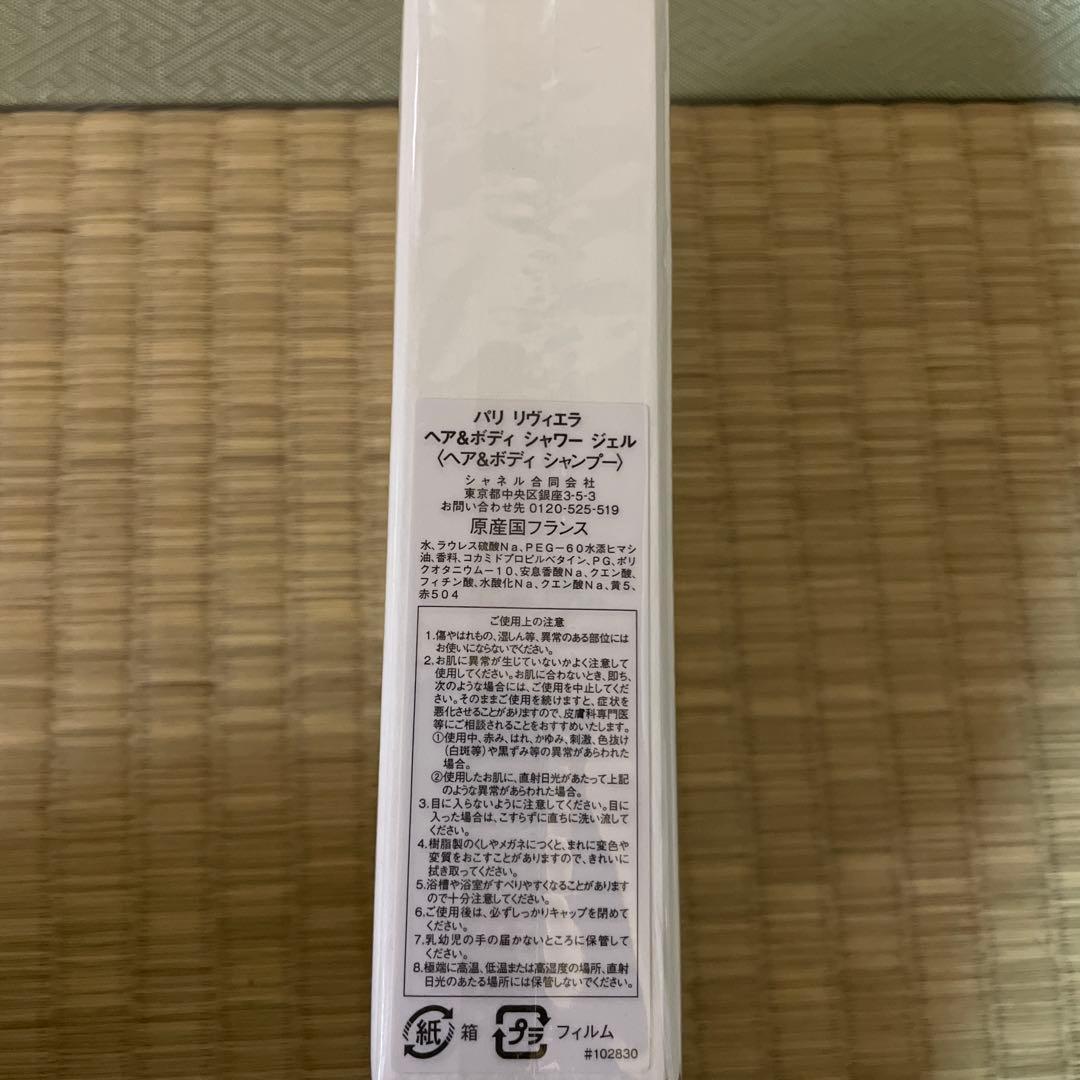 パリ リヴィエラ
ヘア&ボディ シャワー ジェル
〈ヘア&ボディ シャンプー〉
シャネル合同会社
東京都中央区銀座3-5-3
お問い合わせ先 0120-525-519
原産国フランス
水、ラウレス硫酸Na、PEG－60水添ヒマシ
油、香料、コカミドプロピルベタイン、PG、ポリ
クオタニウム－10、安息香酸Na、クエン酸、
フィチン酸、水酸化Na、クエン酸Na、黄5、
赤504
ご使用上の注意
1.傷やはれもの、湿しん等、異常のある部位には
お使いにならないでください。
2.お肌に異常が生じていないかよく注意して
使用してください。お肌に合わないとき、即ち、
次のような場合には、ご使用を中止してくだ
さい。そのままご使用を続けますと、症状を
悪化させることがありますので、皮膚科専門医
等にご相談されることをおすすめいたします。
①使用中、赤み、はれ、かゆみ、刺激、色抜け
(白斑等)や黒ずみ等の異常があらわれた
場合。
②使用したお肌に、直射日光があたって上記
のような異常があらわれた場合。
3.目に入らないように注意してください。目に
入った場合は、こすらずに直ちに洗い流して
ください。
4.樹脂製のくしやメガネにつくと、まれに変色や
変質をおこすことがありますので、きれいに
拭き取ってください。
5.浴槽や浴室がすべりやすくなることがあります
ので十分注意してください。
6.ご使用後は、必ずしっかりキャップを閉めて
ください。
7.乳幼児の手の届かないところに保管して
ください。
8.極端に高温、低温または高湿度の場所、直射
日光のあたる場所には保管しないでください。
紙 箱 プラ フィルム
#102830